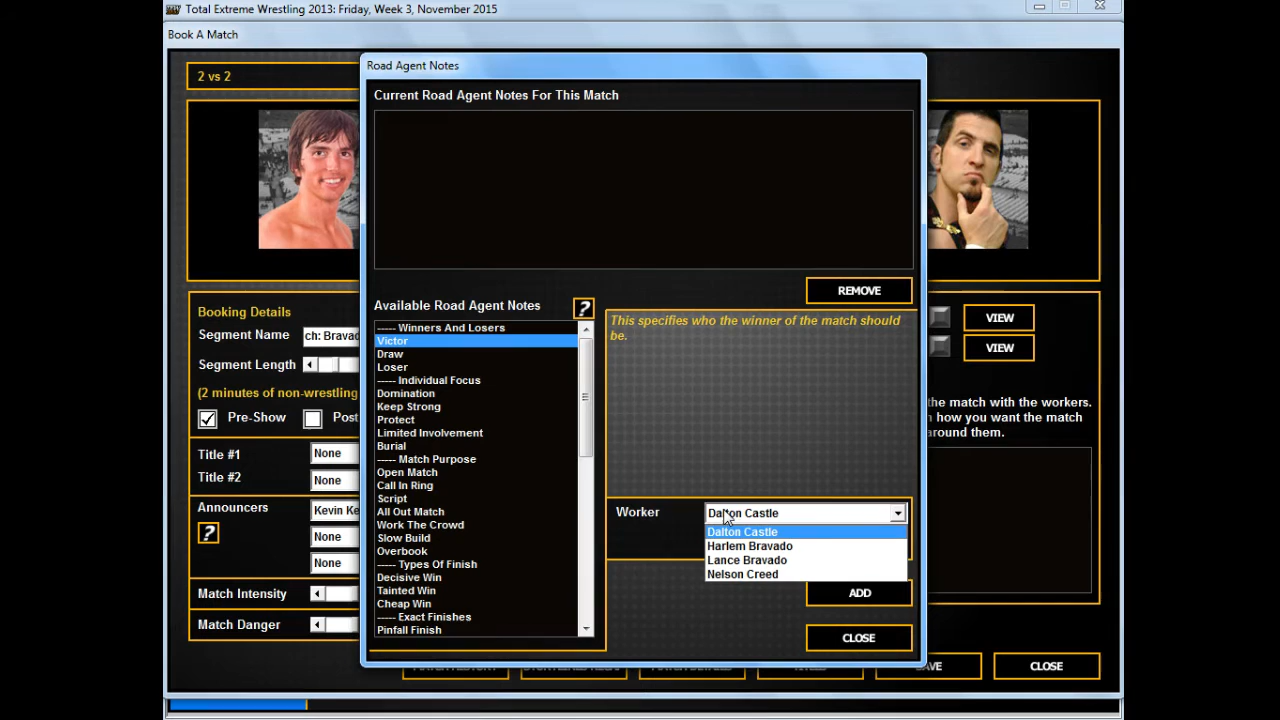 Total Extreme Wrestling 2013: Friday, Week 3, November 2015
Book A Match
2 vs 2
Road Agent Notes
Current Road Agent Notes For This Match
REMOVE
Available Road Agent Notes
?
----- Winners And Losers
Victor
Draw
Loser
----- Individual Focus
Domination
Keep Strong
Protect
Limited Involvement
Burial
----- Match Purpose
Open Match
Call In Ring
Script
All Out Match
Work The Crowd
Slow Build
Overbook
----- Types Of Finish
Decisive Win
Tainted Win
Cheap Win
----- Exact Finishes
Pinfall Finish
This specifies who the winner of the match should
be.
Worker
Dalton Castle
Dalton Castle
Harlem Bravado
Lance Bravado
Nelson Creed
ADD
CLOSE
Booking Details
Segment Name
ch: Bravad
Segment Length
(2 minutes of non-wrestling
Pre-Show
Post
Title #1
None
Title #2
None
Announcers
Kevin Ke
?
None
None
Match Intensity
Match Danger
VIEW
VIEW
the match with the workers.
how you want the match
around them.
CLOSE